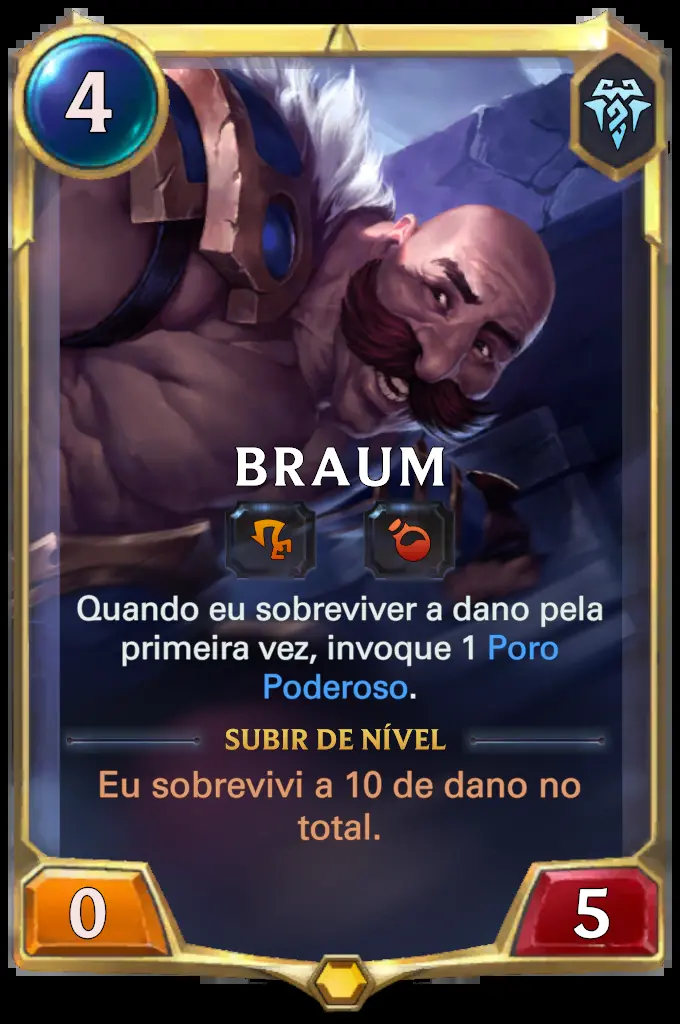 4
BRAUM
Quando eu sobreviver a dano pela
primeira vez, invoque 1 Poro
Poderoso.
SUBIR DE NÍVEL
Eu sobrevivi a 10 de dano no
total.
0
5